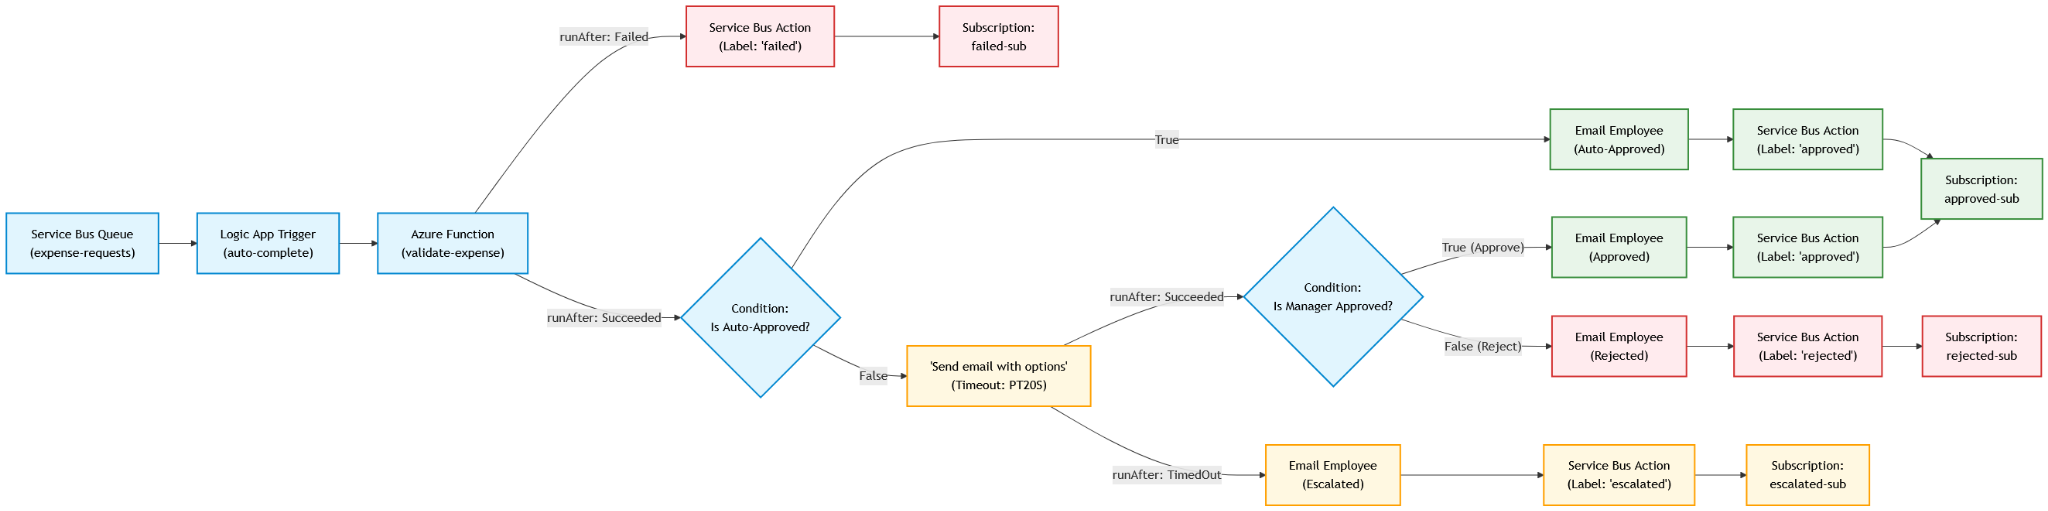 Service Bus Queue
(expense-requests)
Logic App Trigger
(auto-complete)
Azure Function
(validate-expense)
runAfter: Failed
Service Bus Action
(Label: 'failed')
Subscription:
failed-sub
runAfter: Succeeded
Condition:
Is Auto-Approved?
True
Email Employee
(Auto-Approved)
Service Bus Action
(Label: 'approved')
Subscription:
approved-sub
False
'Send email with options'
(Timeout: PT20S)
runAfter: Succeeded
Condition:
Is Manager Approved?
True (Approve)
Email Employee
(Approved)
Service Bus Action
(Label: 'approved')
False (Reject)
Email Employee
(Rejected)
Service Bus Action
(Label: 'rejected')
Subscription:
rejected-sub
runAfter: TimedOut
Email Employee
(Escalated)
Service Bus Action
(Label: 'escalated')
Subscription:
escalated-sub